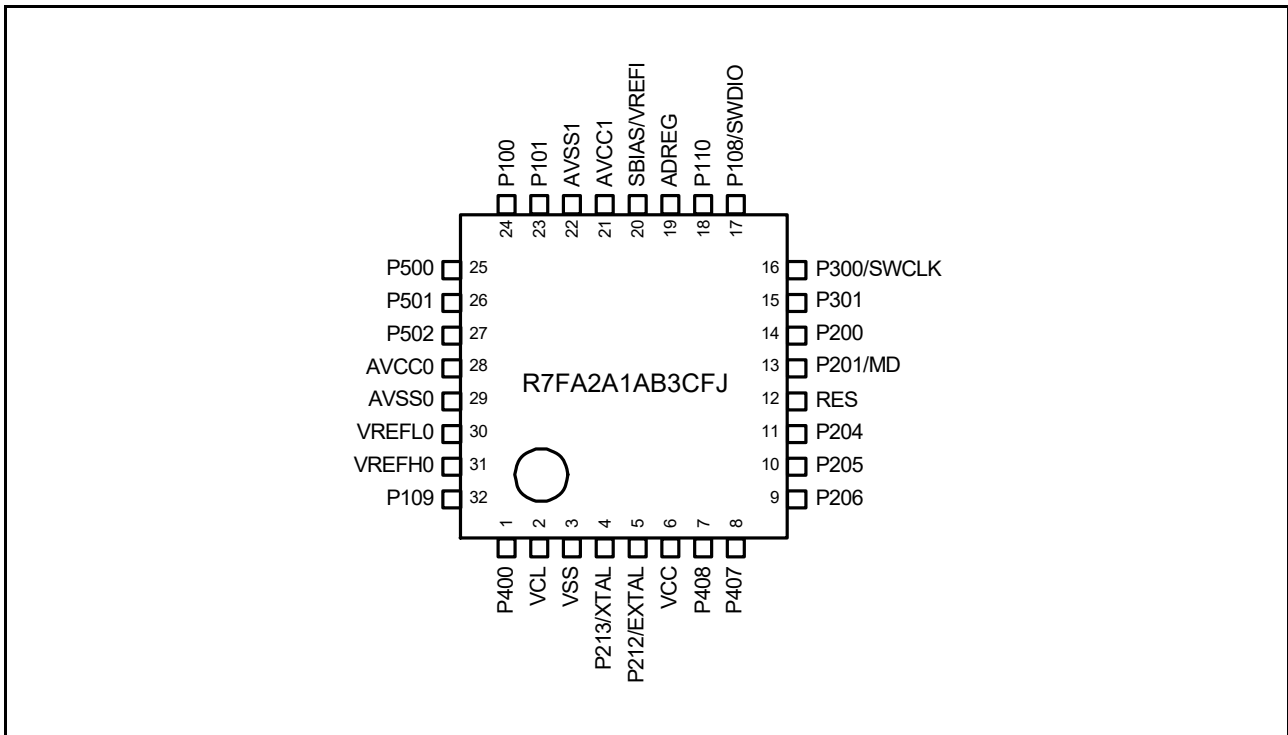 P100
P101
AVSS1
AVCC1
SBIAS/VREFI
ADREG
P110
P108/SWDIO
24
23
22
21
20
19
18
17
P500 25
P501 26
P502 27
AVCC0 28
AVSS0 29
VREFL0 30
VREFH0 31
P109 32
R7FA2A1AB3CFJ
16 P300/SWCLK
15 P301
14 P200
13 P201/MD
12 RES
11 P204
10 P205
9 P206
1
2
3
4
5
6
7
8
P400
VCL
VSS
P213/XTAL
P212/EXTAL
VCC
P408
P407